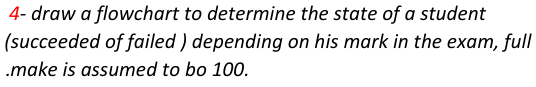 4- draw a flowchart to determine the state of a student
(succeeded of failed ) depending on his mark in the exam, full
.make is assumed to bo 100.